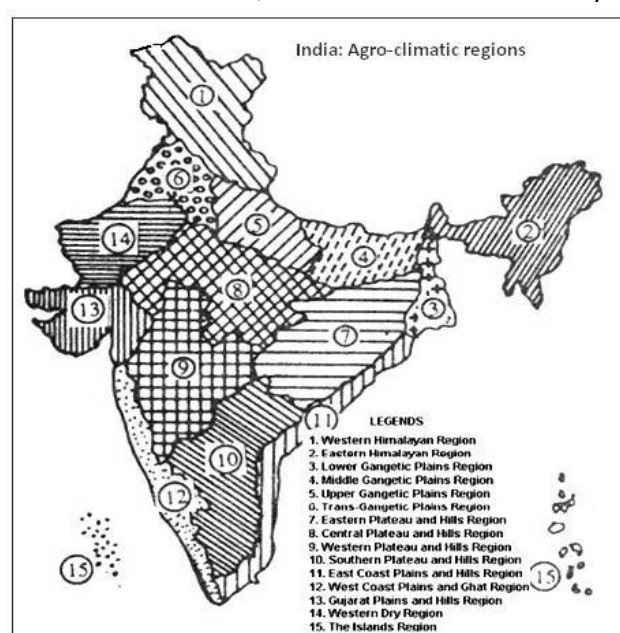 India: Agro-climatic regions
1
6
5
2
14
4
8
13
3
7
9
11
10
12
15
15
LEGENDS
1. Western Himalayan Region
2. Eastern Himalayan Region
3. Lower Gangetic Plains Region
4. Middle Gangetic Plains Region
5. Upper Gangetic Plains Region
6. Trans-Gangetic Plains Region
7. Eastern Plateau and Hills Region
8. Central Plateau and Hills Region
9. Western Plateau and Hills Region
10. Southern Plateau and Hills Region
11. East Coast Plains and Hills Region
12. West Coast Plains and Ghat Region
13. Gujarat Plains and Hills Region
14. Western Dry Region
15. The Islands Region